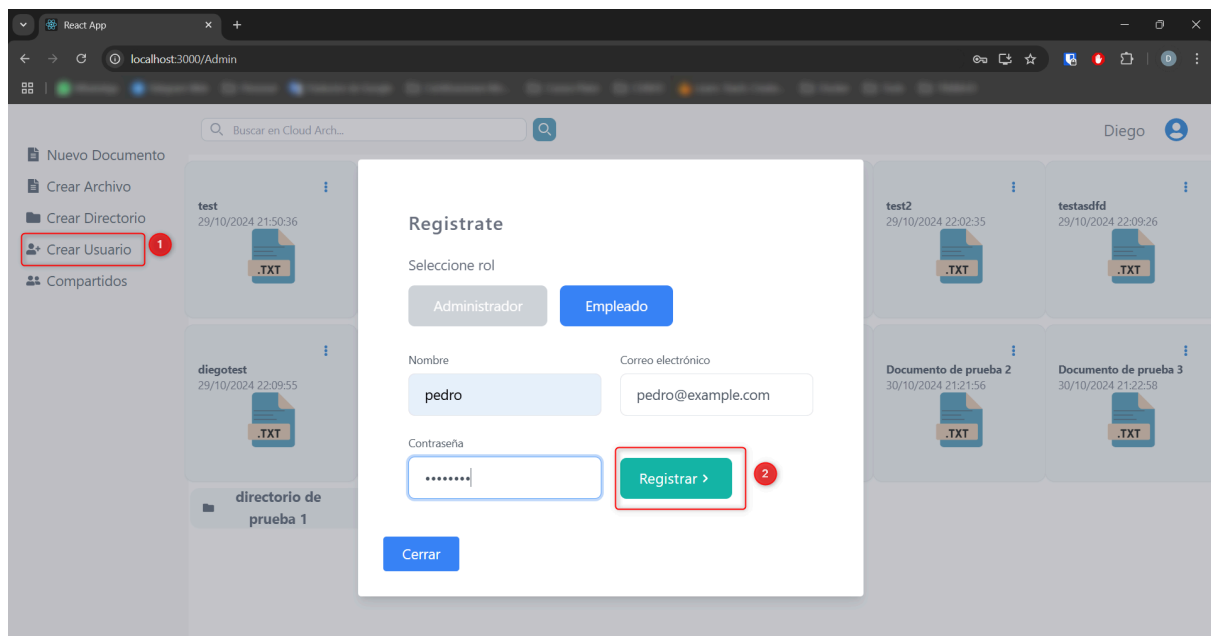 React App
localhost:3000/Admin
D
Buscar en Cloud Arch...
Diego
Nuevo Documento
Crear Archivo
Crear Directorio
Crear Usuario
1
Compartidos
test
29/10/2024 21:50:36
.TXT
test2
29/10/2024 22:02:35
.TXT
testasdfd
29/10/2024 22:09:26
.TXT
diegotest
29/10/2024 22:09:55
.TXT
Documento de prueba 2
30/10/2024 21:21:56
.TXT
Documento de prueba 3
30/10/2024 21:22:58
.TXT
directorio de
prueba 1
Registrate
Seleccione rol
Administrador
Empleado
Nombre
Correo electrónico
pedro
pedro@example.com
Contraseña
••••••••
Registrar >
2
Cerrar